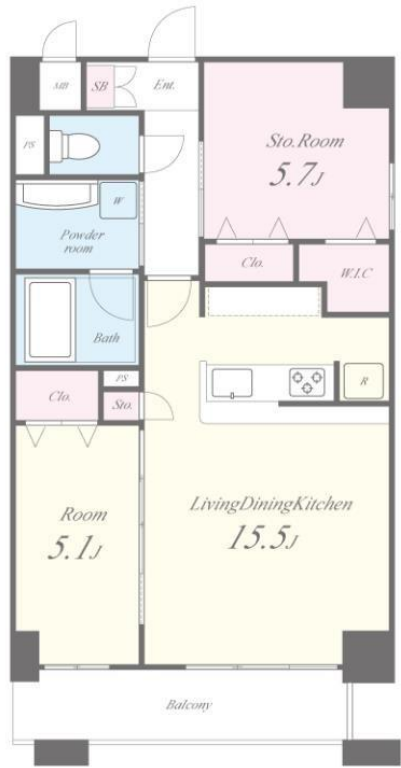 MB
SB
Ent.
PS
Sto.Room
5.7J
W
Powder
room
Clo.
W.I.C
Bath
PS
Clo.
Sto.
R
LivingDiningKitchen
15.5J
Room
5.1J
Balcony